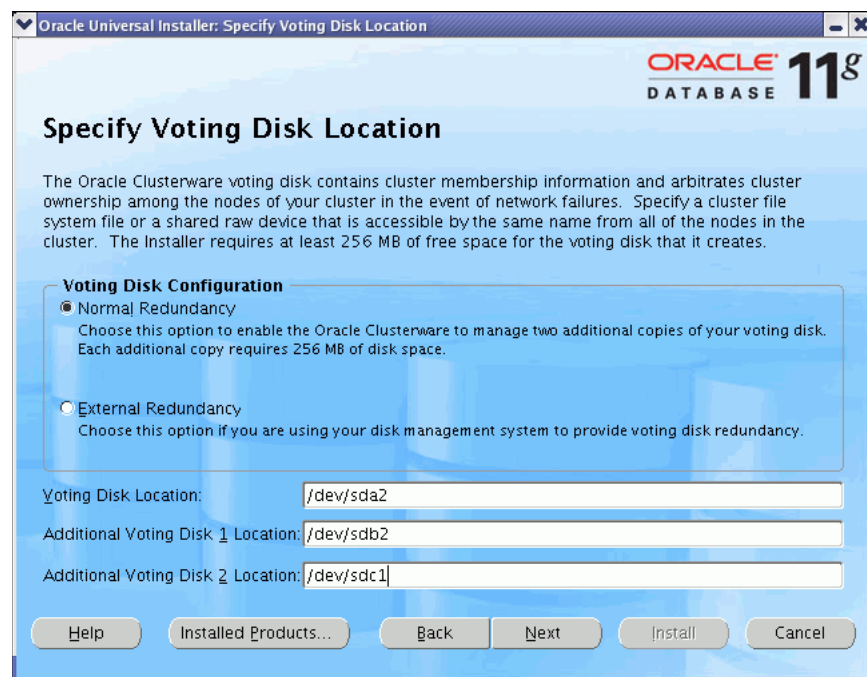 Oracle Universal Installer: Specify Voting Disk Location
ORACLE®
DATABASE 11g
Specify Voting Disk Location
The Oracle Clusterware voting disk contains cluster membership information and arbitrates cluster
ownership among the nodes of your cluster in the event of network failures. Specify a cluster file
system file or a shared raw device that is accessible by the same name from all of the nodes in the
cluster. The Installer requires at least 256 MB of free space for the voting disk that it creates.
Voting Disk Configuration
Normal Redundancy
Choose this option to enable the Oracle Clusterware to manage two additional copies of your voting disk.
Each additional copy requires 256 MB of disk space.
External Redundancy
Choose this option if you are using your disk management system to provide voting disk redundancy.
Voting Disk Location: /dev/sda2
Additional Voting Disk 1 Location: /dev/sdb2
Additional Voting Disk 2 Location: /dev/sdc1
Help Installed Products... Back Next Install Cancel